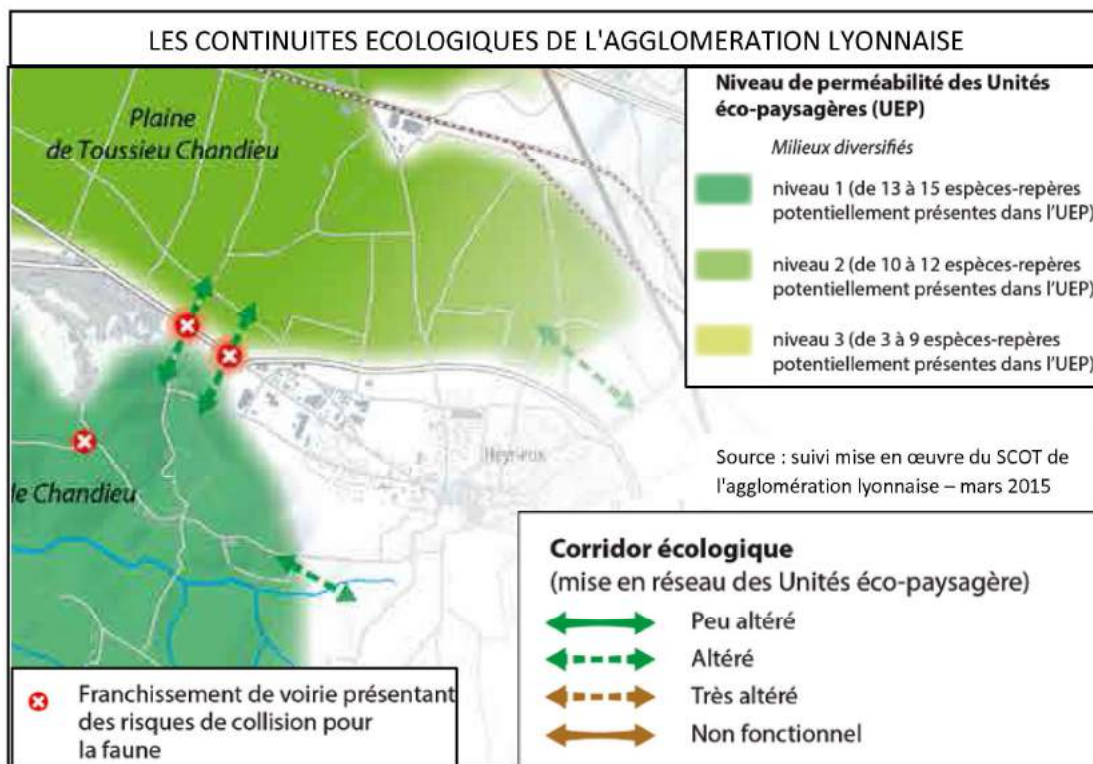 LES CONTINUITES ECOLOGIQUES DE L'AGGLOMERATION LYONNAISE
Plaine
de Toussieu Chandieu
Niveau de perméabilité des Unités
éco-paysagères (UEP)
Milieux diversifiés
niveau 1 (de 13 à 15 espèces-repères
potentiellement présentes dans l'UEP)
niveau 2 (de 10 à 12 espèces-repères
potentiellement présentes dans l'UEP)
niveau 3 (de 3 à 9 espèces-repères
potentiellement présentes dans l'UEP)
Heyrieux
le Chandieu
Source : suivi mise en œuvre du SCOT de
l'agglomération lyonnaise – mars 2015
Corridor écologique
(mise en réseau des Unités éco-paysagère)
Peu altéré
Altéré
Très altéré
Non fonctionnel
Franchissement de voirie présentant
des risques de collision pour
la faune